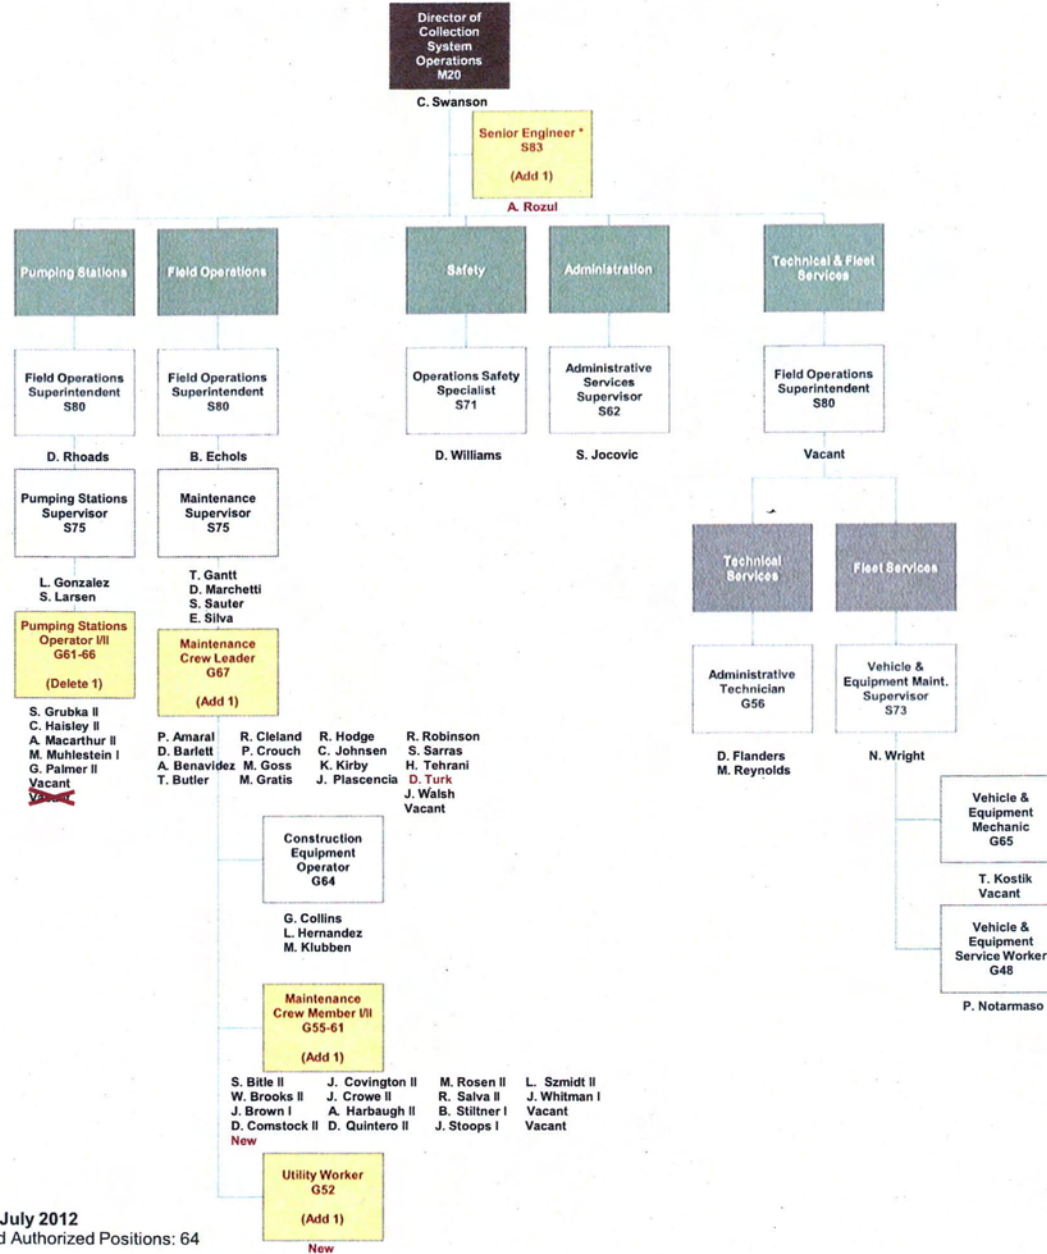 Director of
Collection
System
Operations
M20
C. Swanson
Senior Engineer *
S83
(Add 1)
A. Rozul
Pumping Stations
Field Operations
Safety
Administration
Technical & Fleet
Services
Field Operations
Superintendent
S80
D. Rhoads
Field Operations
Superintendent
S80
B. Echols
Operations Safety
Specialist
S71
D. Williams
Administrative
Services
Supervisor
S62
S. Jocovic
Field Operations
Superintendent
S80
Vacant
Pumping Stations
Supervisor
S75
L. Gonzalez
S. Larsen
Maintenance
Supervisor
S75
T. Gantt
D. Marchetti
S. Sauter
E. Silva
Technical
Services
Fleet Services
Pumping Stations
Operator I/II
G61-66
(Delete 1)
S. Grubka II
C. Haisley II
A. Macarthur II
M. Muhlestein I
G. Palmer II
Vacant
Vacant
Maintenance
Crew Leader
G67
(Add 1)
P. Amaral R. Cleland R. Hodge R. Robinson
D. Barlett P. Crouch C. Johnsen S. Sarras
A. Benavidez M. Goss K. Kirby H. Tehrani
T. Butler M. Gratis J. Plascencia D. Turk
J. Walsh
Vacant
Administrative
Technician
G56
D. Flanders
M. Reynolds
Vehicle &
Equipment Maint.
Supervisor
S73
N. Wright
Vehicle &
Equipment
Mechanic
G65
T. Kostik
Vacant
Construction
Equipment
Operator
G64
G. Collins
L. Hernandez
M. Klubben
Vehicle &
Equipment
Service Worker
G48
P. Notarmaso
Maintenance
Crew Member I/II
G55-61
(Add 1)
S. Bitle II J. Covington II M. Rosen II L. Szmidt II
W. Brooks II J. Crowe II R. Salva II J. Whitman I
J. Brown I A. Harbaugh II B. Stiltner I Vacant
D. Comstock II D. Quintero II J. Stoops I Vacant
New
Utility Worker
G52
(Add 1)
New
July 2012
d Authorized Positions: 64